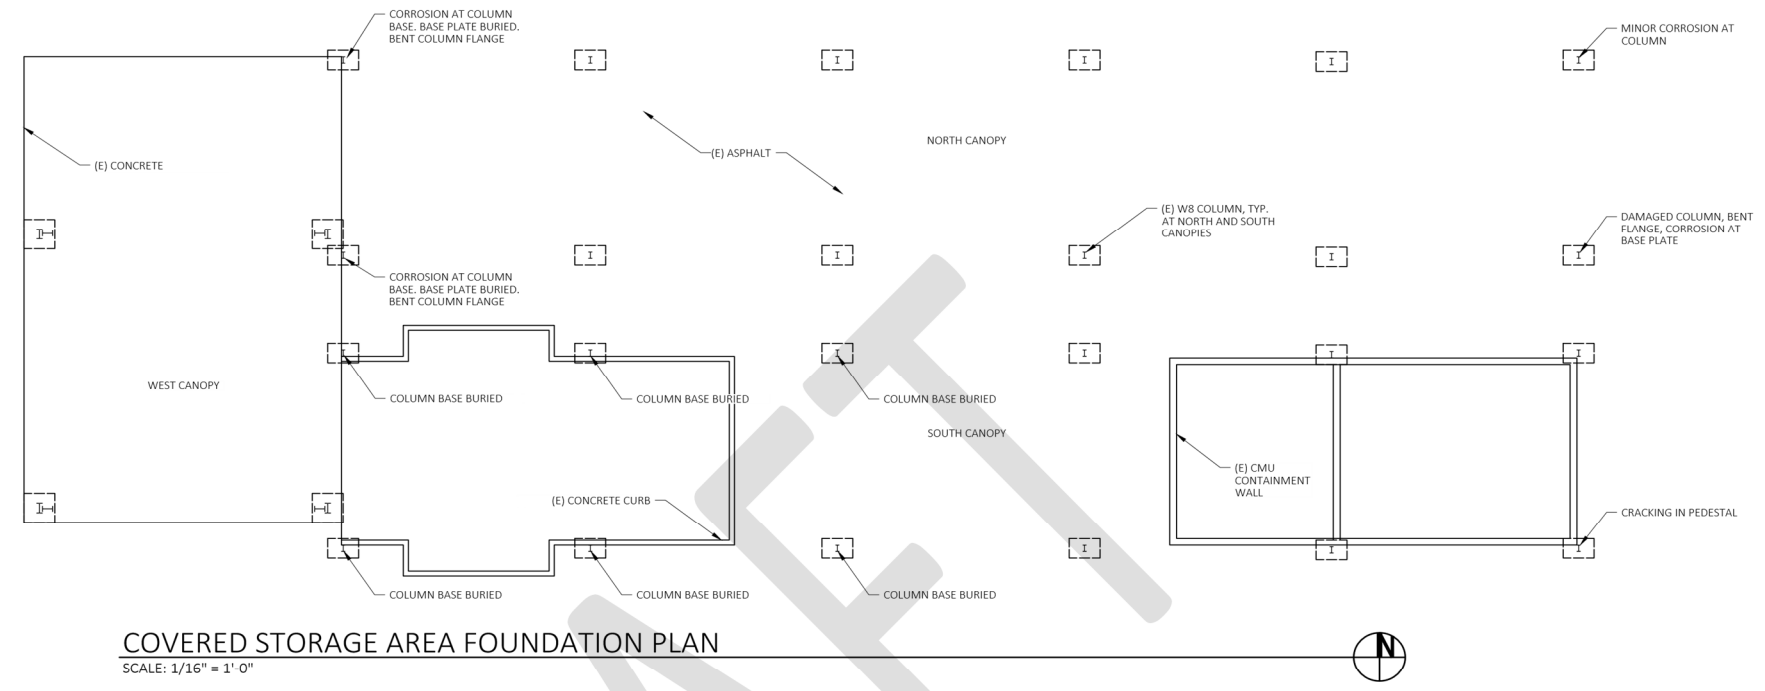 CORROSION AT COLUMN
BASE. BASE PLATE BURIED.
BENT COLUMN FLANGE
MINOR CORROSION AT
COLUMN
(E) CONCRETE
(E) ASPHALT
NORTH CANOPY
(E) W8 COLUMN, TYP.
AT NORTH AND SOUTH
CANOPIES
DAMAGED COLUMN, BENT
FLANGE, CORROSION AT
BASE PLATE
CORROSION AT COLUMN
BASE. BASE PLATE BURIED.
BENT COLUMN FLANGE
WEST CANOPY
COLUMN BASE BURIED
COLUMN BASE BURIED
COLUMN BASE BURIED
SOUTH CANOPY
(E) CMU
CONTAINMENT
WALL
(E) CONCRETE CURB
CRACKING IN PEDESTAL
COLUMN BASE BURIED
COLUMN BASE BURIED
COLUMN BASE BURIED
COVERED STORAGE AREA FOUNDATION PLAN
SCALE: 1/16" = 1'-0"
N